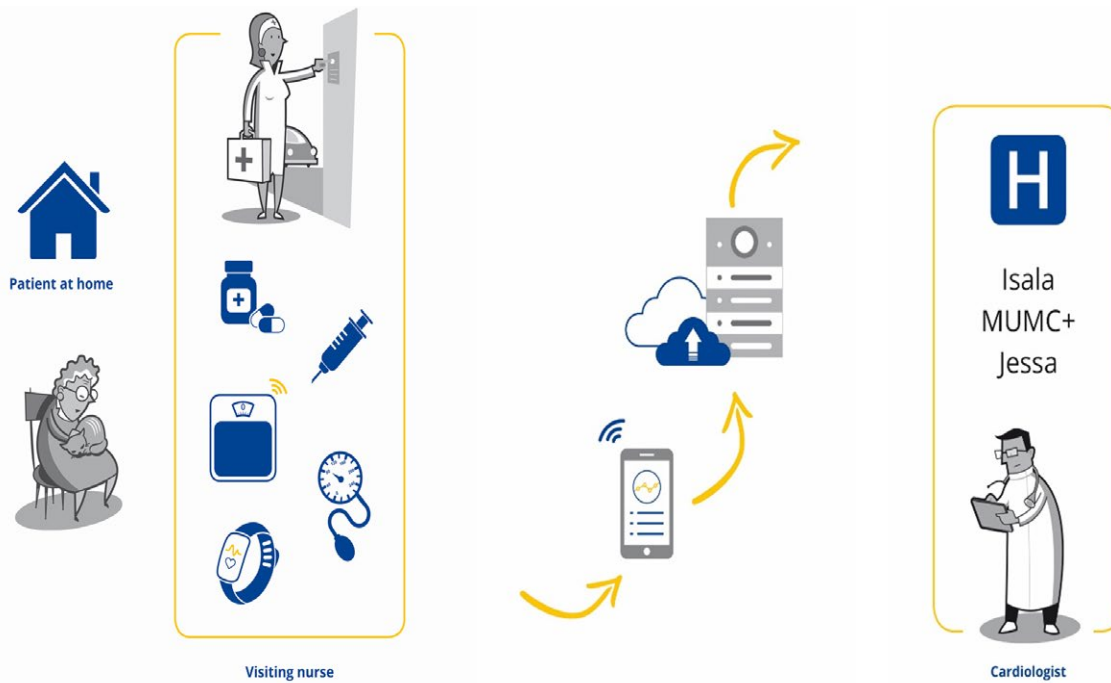 Patient at home
Visiting nurse
H
Isala
MUMC+
Jessa
Cardiologist